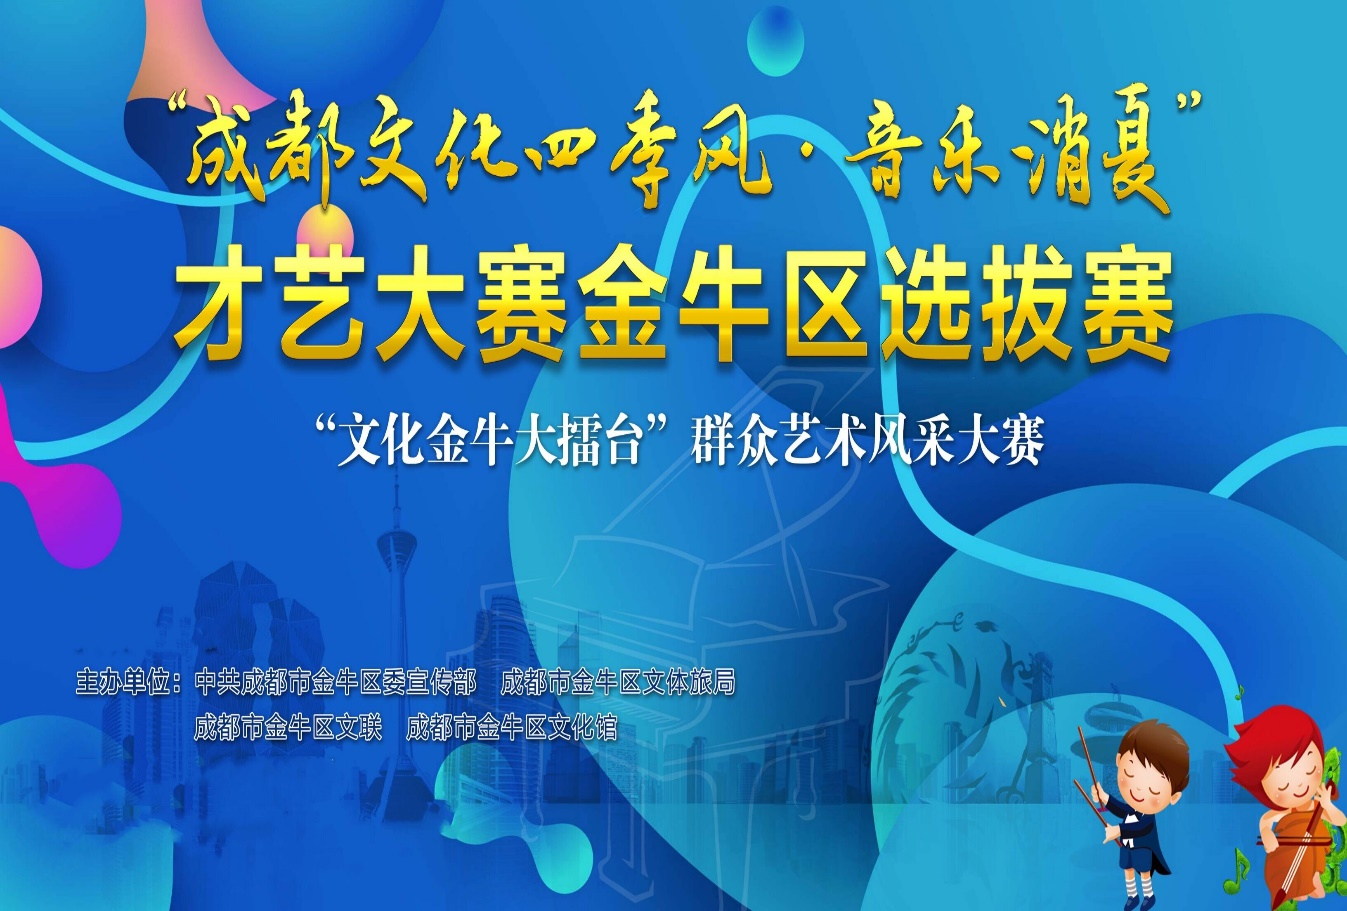 “成都文化四季风·音乐消夏”
才艺大赛金牛区选拔赛
“文化金牛大擂台”群众艺术风采大赛
主办单位：中共成都市金牛区委宣传部 成都市金牛区文体旅局
成都市金牛区文联 成都市金牛区文化馆